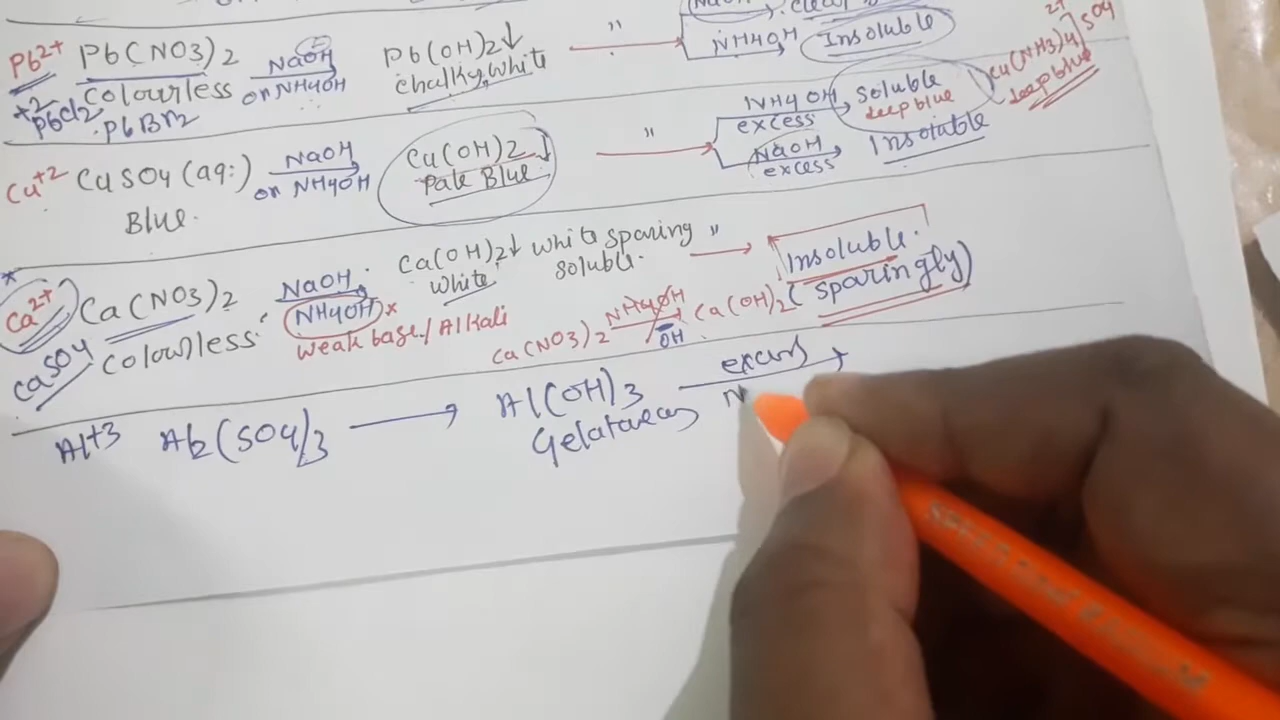 (NaOH) clear
Pb2+ Pb(NO3)2 NaOH or NH4OH Pb(OH)2↓ " NH4OH Insoluble
+2 colourless chalky white
PbCl2
PbBr2
Cu(NH3)4]2+ SO4
deep blue
NH4OH excess soluble deep blue
Cu+2 CuSO4 (aq:) NaOH or NH4OH Cu(OH)2↓ " NaOH excess Insoluble
Blue. Pale Blue
* Ca2+ Ca(NO3)2 NaOH Ca(OH)2↓ white sparing " Insoluble.
NH4OH x white soluble. (sparingly)
CaSO4 colourless weak base/Alkali Ca(NO3)2 NH4OH Ca(OH)2
OH
Al+3 Al2(SO4)3 Al(OH)3 excess
N